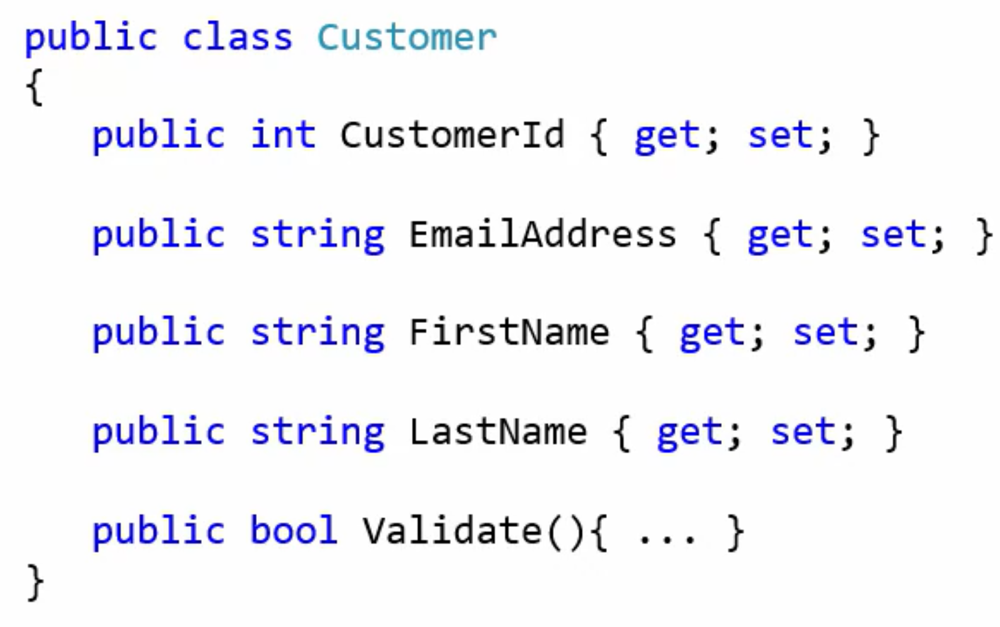 public class Customer
{
public int CustomerId { get; set; }
public string EmailAddress { get; set; }
public string FirstName { get; set; }
public string LastName { get; set; }
public bool Validate(){ ... }
}